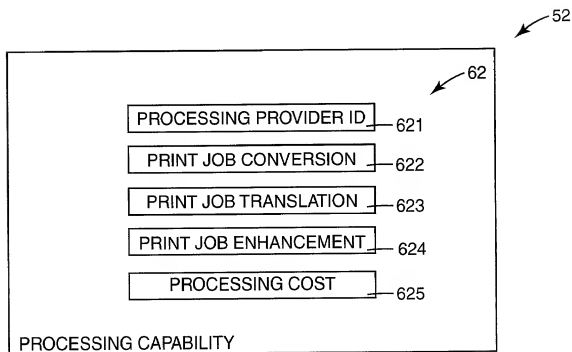 52
62
PROCESSING PROVIDER ID
621
PRINT JOB CONVERSION
622
PRINT JOB TRANSLATION
623
PRINT JOB ENHANCEMENT
624
PROCESSING COST
625
PROCESSING CAPABILITY